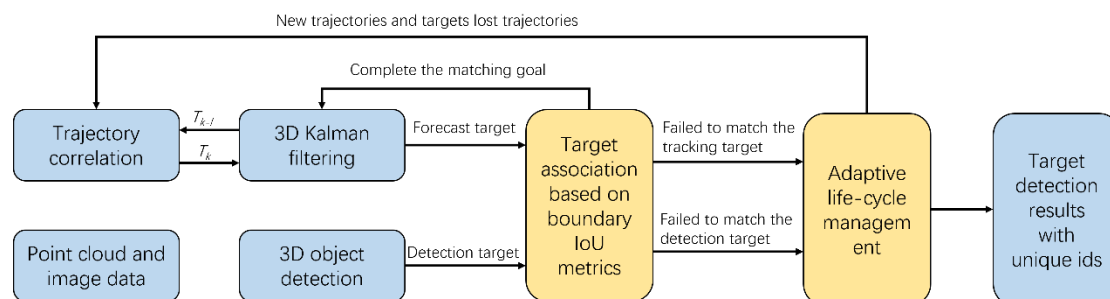 New trajectories and targets lost trajectories
Complete the matching goal
Trajectory
correlation
T_{k-1}
T_k
3D Kalman
filtering
Forecast target
Target
association
based on
boundary
IoU
metrics
Failed to match the
tracking target
Adaptive
life-cycle
managem
ent
Target
detection
results
with
unique ids
Point cloud and
image data
3D object
detection
Detection target
Failed to match the
detection target